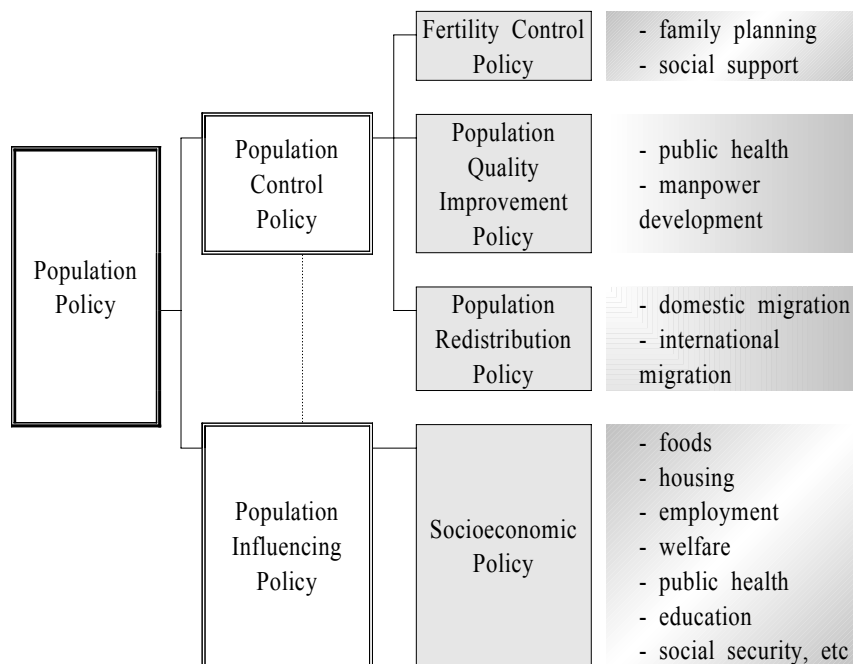 Population
Policy
Population
Control
Policy
Fertility Control
Policy
- family planning
- social support
Population
Quality
Improvement
Policy
- public health
- manpower
development
Population
Redistribution
Policy
- domestic migration
- international
migration
Population
Influencing
Policy
Socioeconomic
Policy
- foods
- housing
- employment
- welfare
- public health
- education
- social security, etc